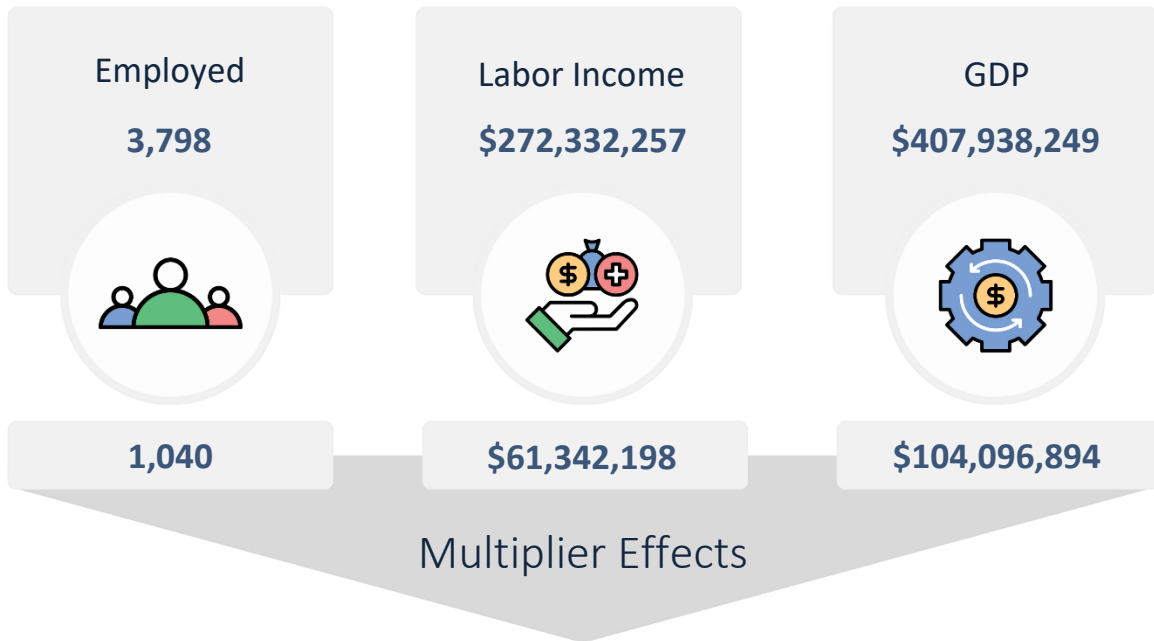 Employed
3,798
Labor Income
$272,332,257
GDP
$407,938,249
$
$
1,040
$61,342,198
$104,096,894
Multiplier Effects